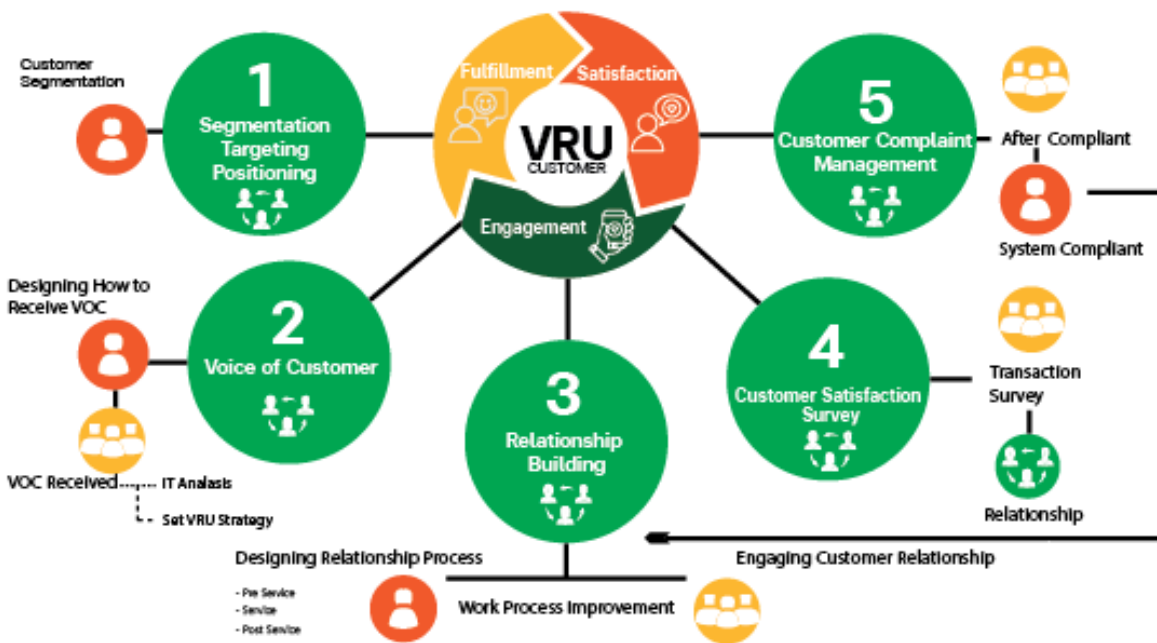 Customer
Segmentation
1
Segmentation
Targeting
Positioning
Fulfillment
Satisfaction
VRU
CUSTOMER
Engagement
5
Customer Complaint
Management
After Compliant
System Compliant
Designing How to
Receive VOC
2
Voice of Customer
VOC Received
IT Analasis
Set VRU Strategy
3
Relationship
Building
4
Customer Satisfaction
Survey
Transaction
Survey
Relationship
Designing Relationship Process
- Pre Service
- Service
- Post Service
Work Process Improvement
Engaging Customer Relationship